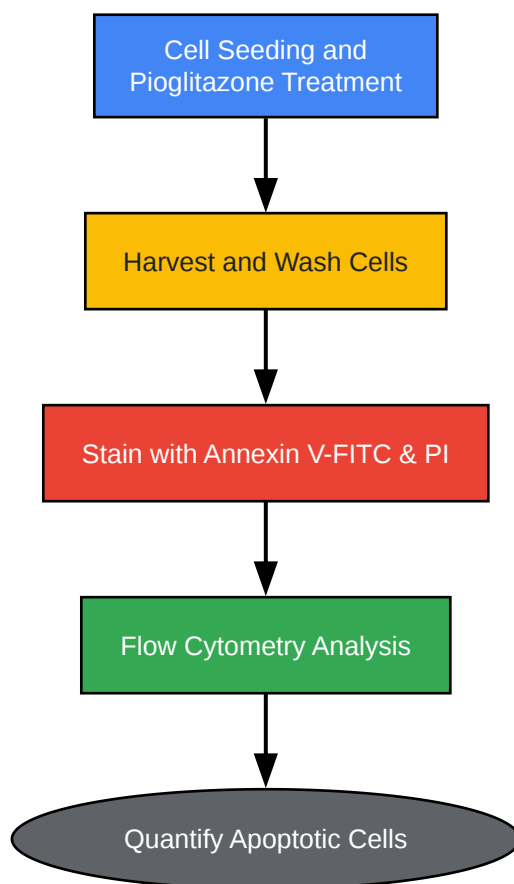 Cell Seeding and
Pioglitazone Treatment
Harvest and Wash Cells
Stain with Annexin V-FITC & PI
Flow Cytometry Analysis
Quantify Apoptotic Cells